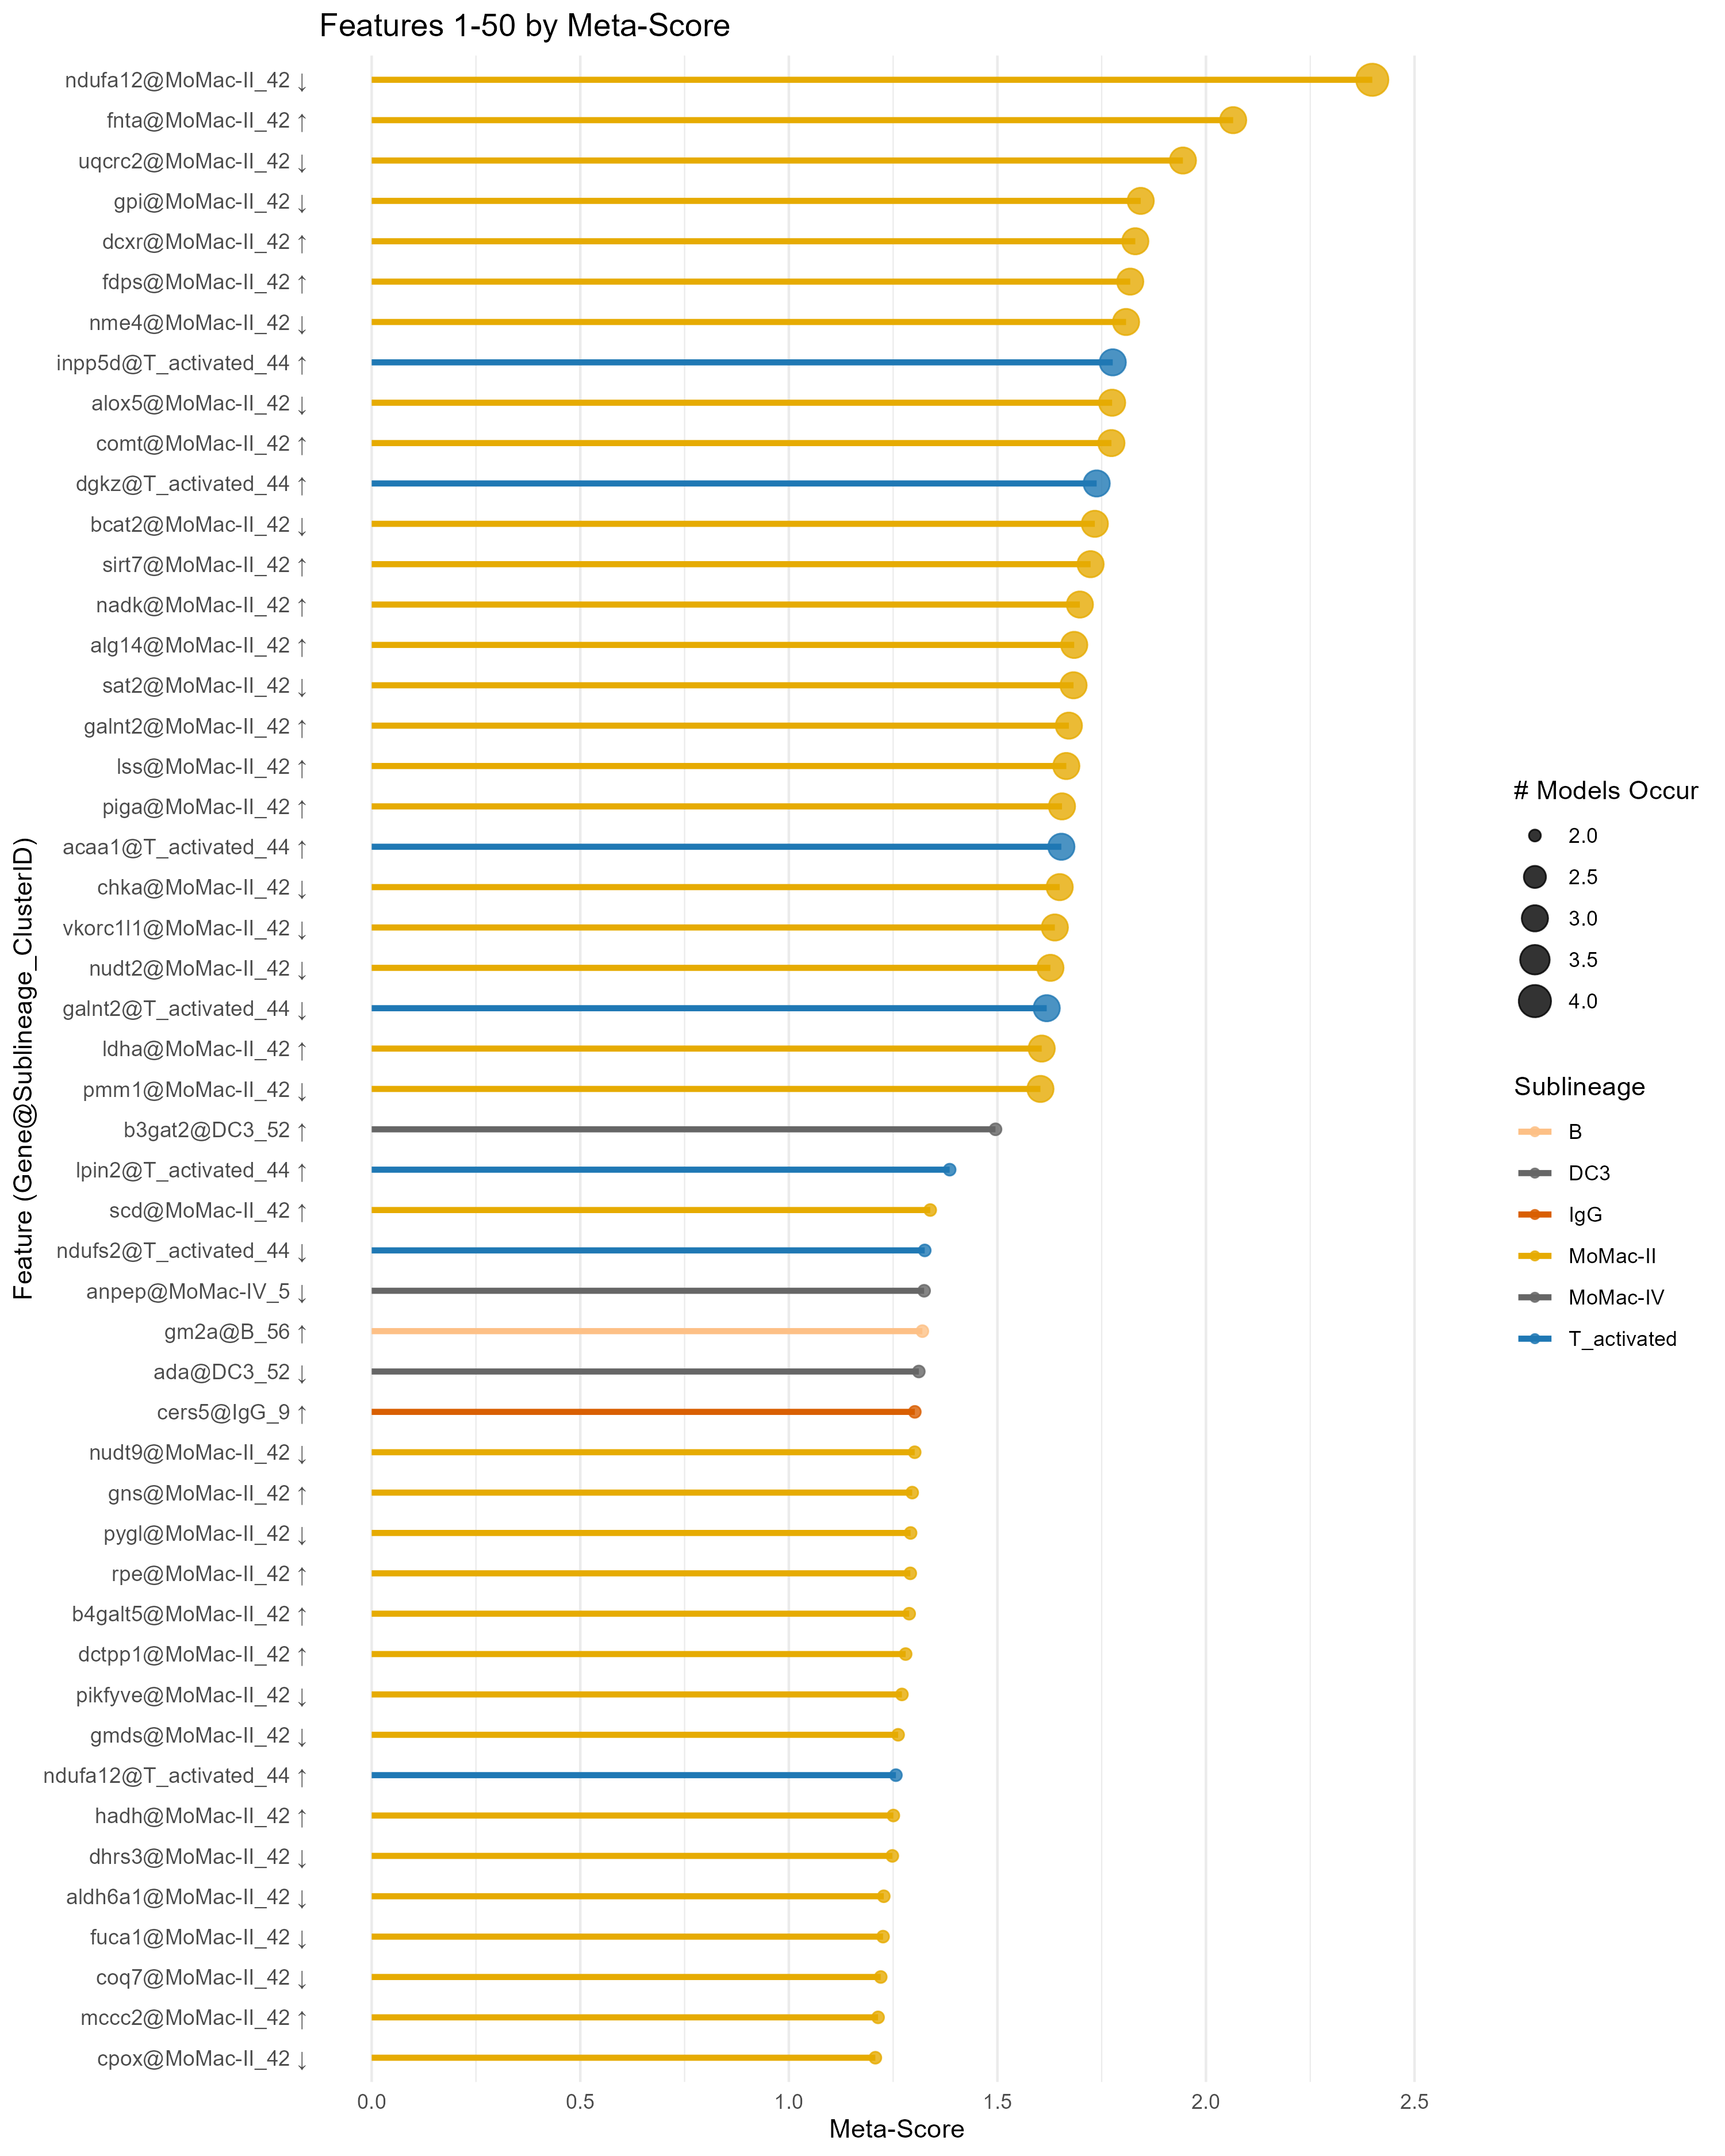 Features 1-50 by Meta-Score
ndufa12@MoMac-II_42 ↓
fnta@MoMac-II_42 ↑
uqcrc2@MoMac-II_42 ↓
gpi@MoMac-II_42 ↓
dcxr@MoMac-II_42 ↑
fdps@MoMac-II_42 ↑
nme4@MoMac-II_42 ↓
inpp5d@T_activated_44 ↑
alox5@MoMac-II_42 ↓
comt@MoMac-II_42 ↑
dgkz@T_activated_44 ↑
bcat2@MoMac-II_42 ↓
sirt7@MoMac-II_42 ↑
nadk@MoMac-II_42 ↑
alg14@MoMac-II_42 ↑
sat2@MoMac-II_42 ↓
galnt2@MoMac-II_42 ↑
lss@MoMac-II_42 ↑
piga@MoMac-II_42 ↑
acaa1@T_activated_44 ↑
chka@MoMac-II_42 ↓
vkorc1l1@MoMac-II_42 ↓
nudt2@MoMac-II_42 ↓
galnt2@T_activated_44 ↓
ldha@MoMac-II_42 ↑
pmm1@MoMac-II_42 ↓
b3gat2@DC3_52 ↑
lpin2@T_activated_44 ↑
scd@MoMac-II_42 ↑
ndufs2@T_activated_44 ↓
anpep@MoMac-IV_5 ↓
gm2a@B_56 ↑
ada@DC3_52 ↓
cers5@IgG_9 ↑
nudt9@MoMac-II_42 ↓
gns@MoMac-II_42 ↑
pygl@MoMac-II_42 ↓
rpe@MoMac-II_42 ↑
b4galt5@MoMac-II_42 ↑
dctpp1@MoMac-II_42 ↑
pikfyve@MoMac-II_42 ↓
gmds@MoMac-II_42 ↓
ndufa12@T_activated_44 ↑
hadh@MoMac-II_42 ↑
dhrs3@MoMac-II_42 ↓
aldh6a1@MoMac-II_42 ↓
fuca1@MoMac-II_42 ↓
coq7@MoMac-II_42 ↓
mccc2@MoMac-II_42 ↑
cpox@MoMac-II_42 ↓
Feature (Gene@Sublineage_ClusterID)
0.0 0.5 1.0 1.5 2.0 2.5
Meta-Score
# Models Occur
2.0
2.5
3.0
3.5
4.0
Sublineage
B
DC3
IgG
MoMac-II
MoMac-IV
T_activated